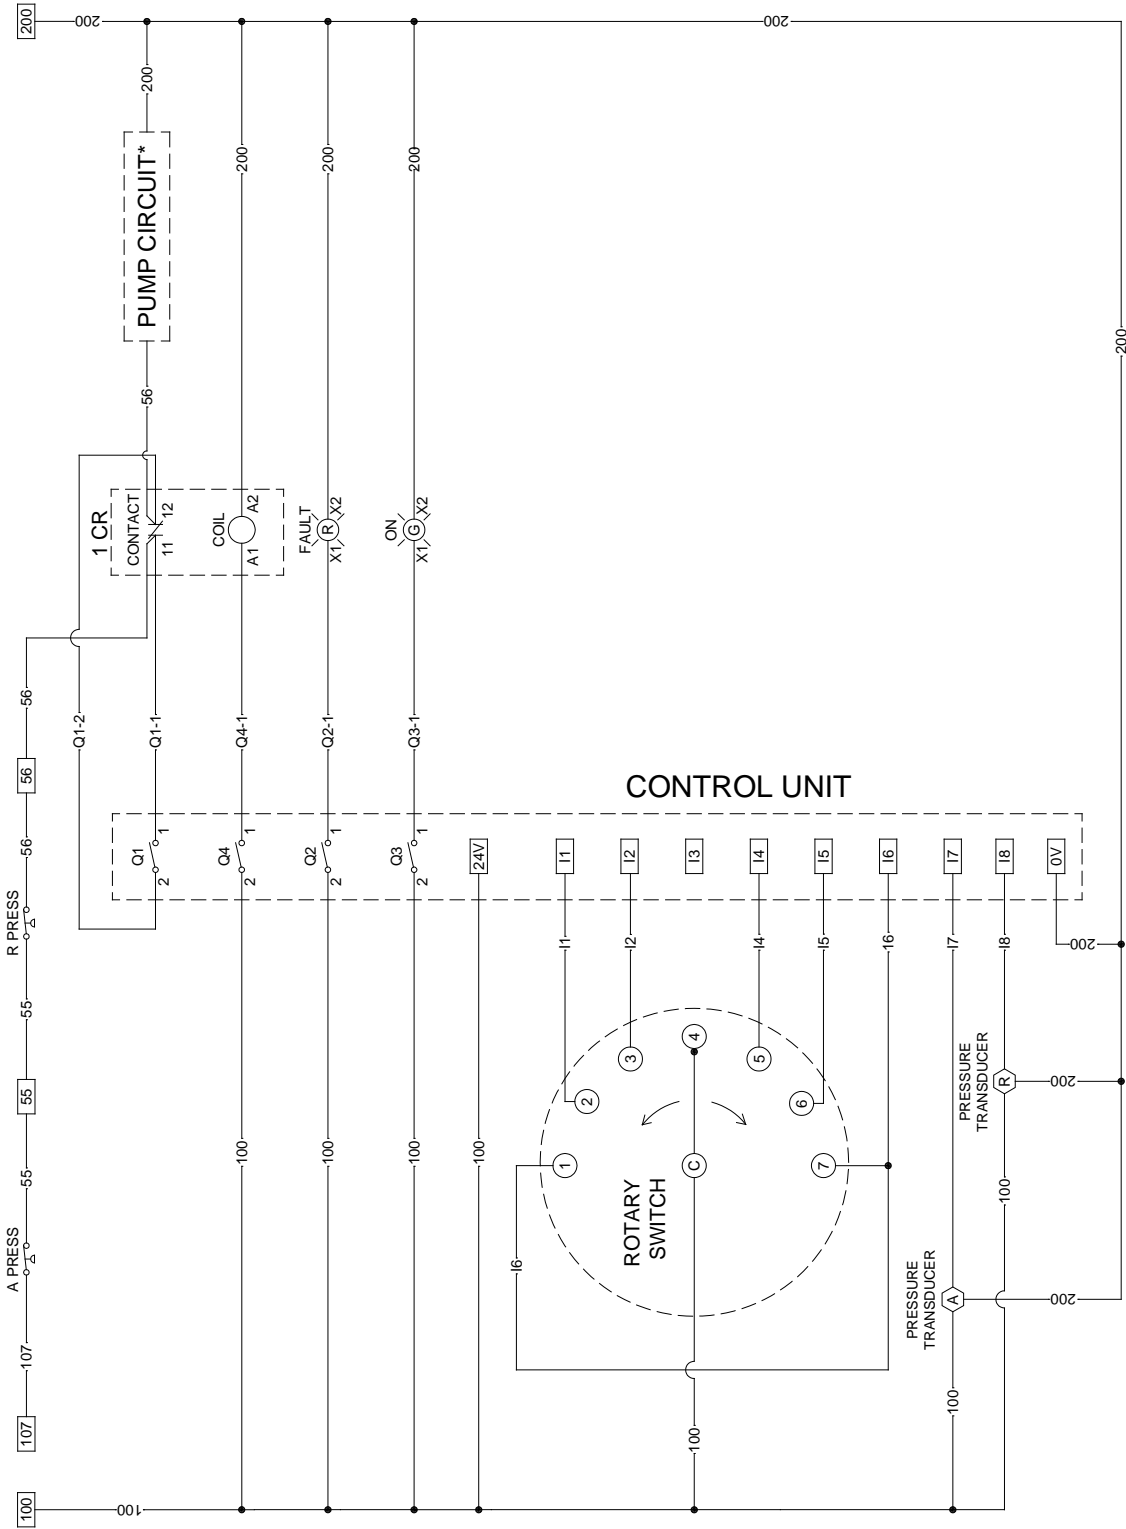 200
200
200
200
PUMP CIRCUIT*
56
1 CR
CONTACT
11
12
COIL
A1
A2
200
FAULT
R
X1
X2
200
ON
G
X1
X2
200
200
100
100
107
107
A PRESS
55
55
55
R PRESS
56
56
56
Q1-2
Q1-1
Q4-1
Q2-1
Q3-1
CONTROL UNIT
Q1
2
1
Q4
2
1
Q2
2
1
Q3
2
1
24V
I1
I2
I3
I4
I5
I6
I7
I8
0V
100
100
100
100
I1
I2
I4
I5
16
I7
I8
200
ROTARY
SWITCH
C
1
2
3
4
5
6
7
I6
100
PRESSURE
TRANSDUCER
A
100
200
PRESSURE
TRANSDUCER
R
100
200